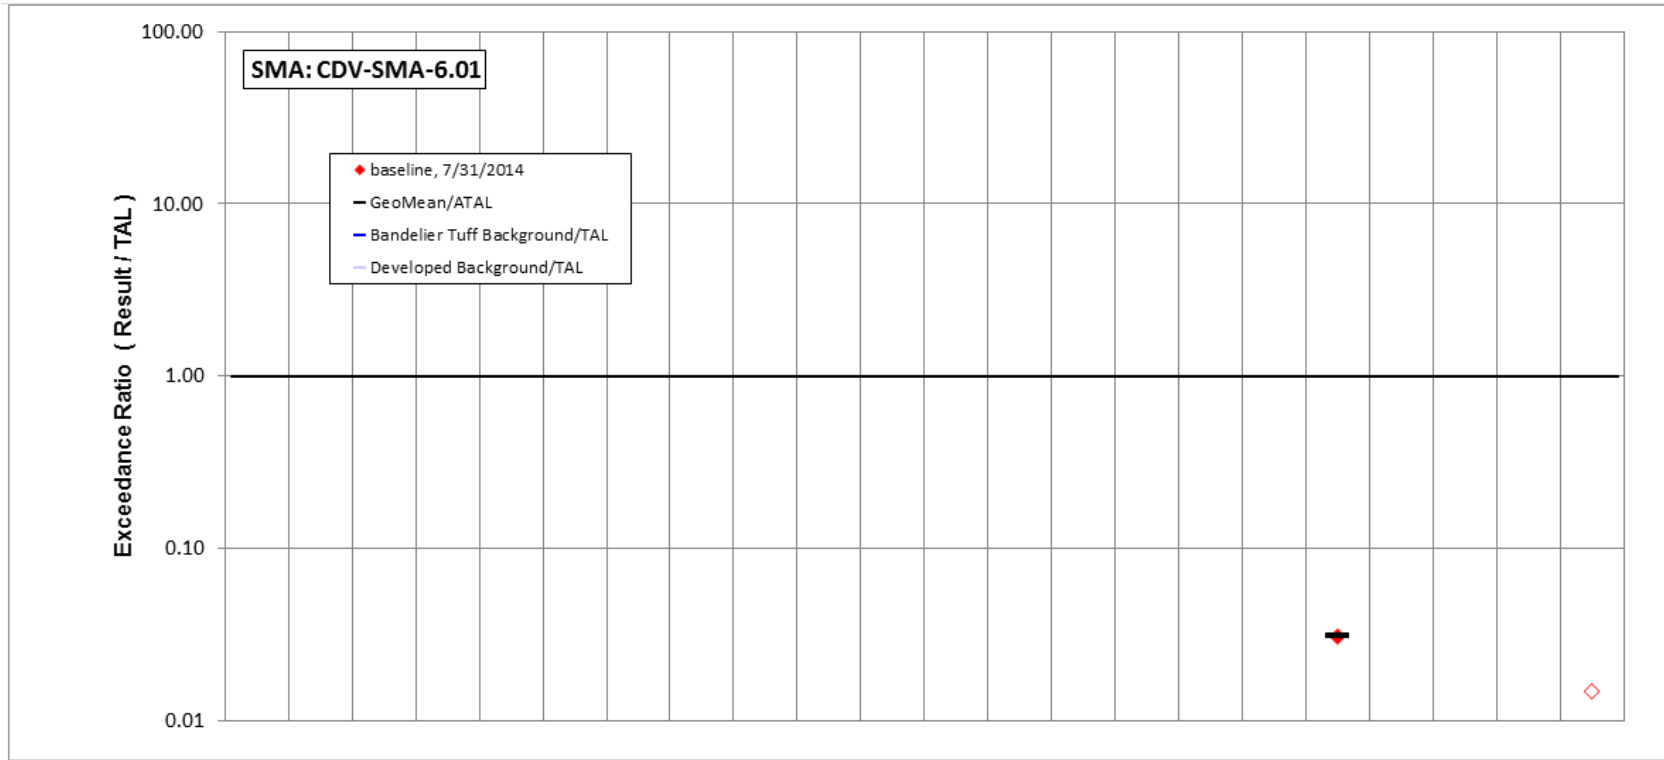 100.00
SMA: CDV-SMA-6.01
baseline, 7/31/2014
GeoMean/ATAL
Bandelier Tuff Background/TAL
Developed Background/TAL
10.00
1.00
0.10
0.01
Exceedance Ratio ( Result / TAL )